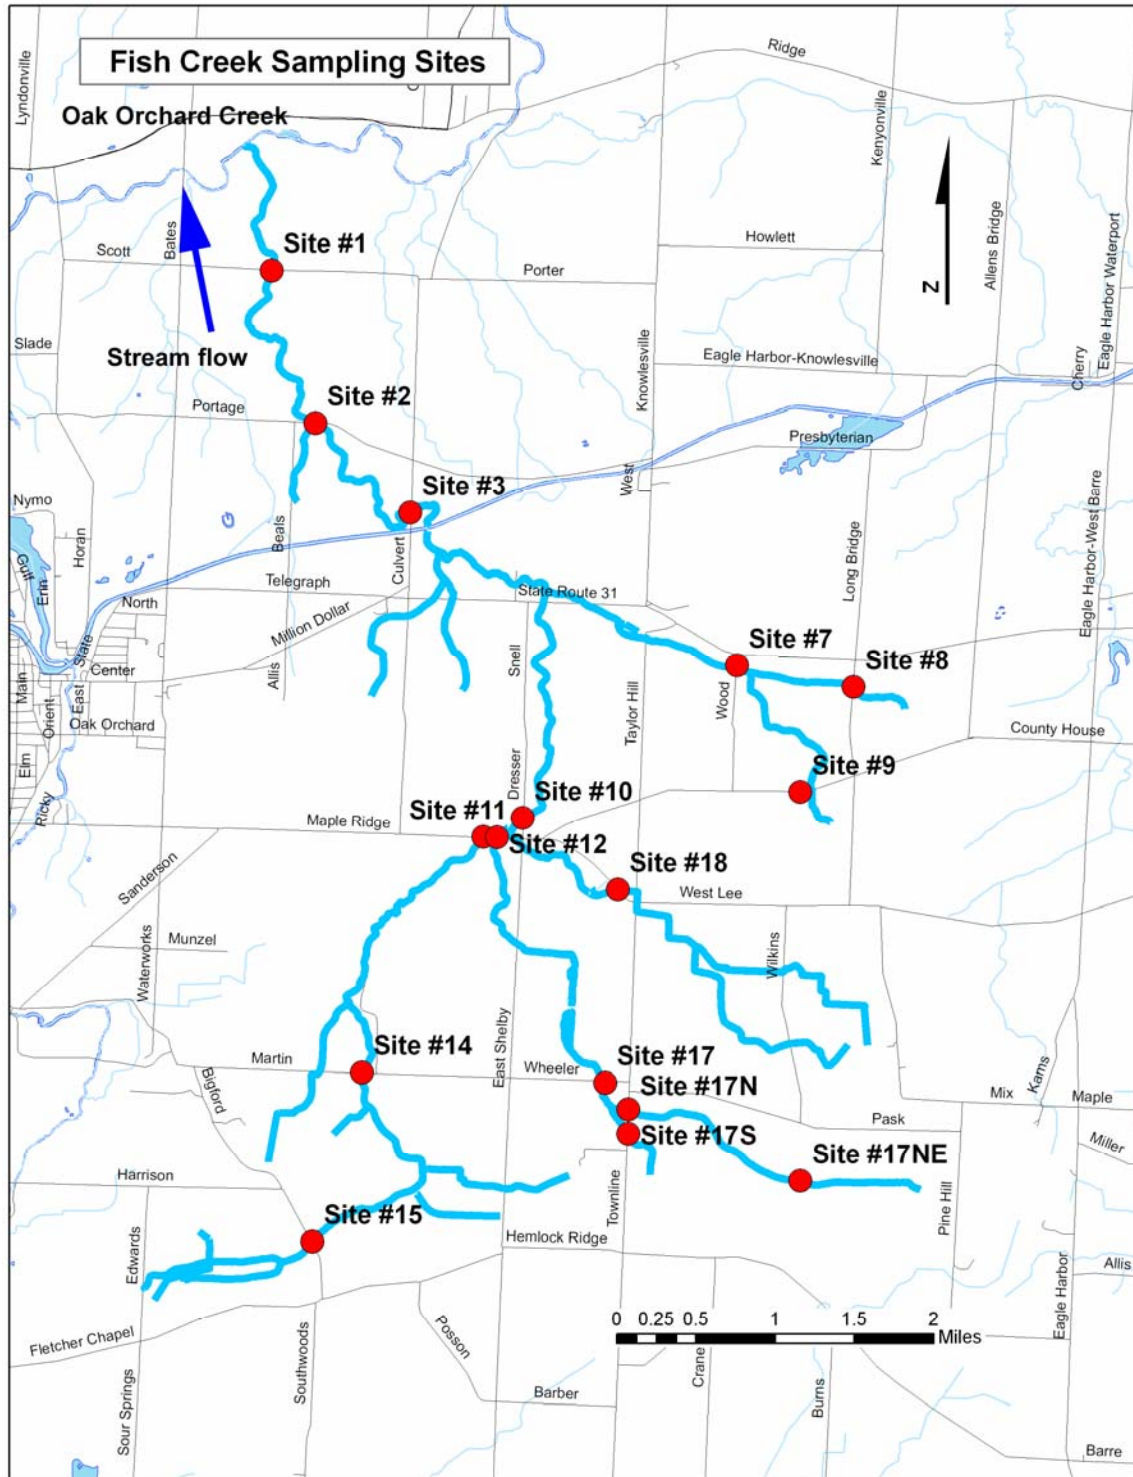 Ridge
Lyndonville
Fish Creek Sampling Sites
Oak Orchard Creek
Kenyonville
Allens Bridge
Eagle Harbor Waterport
Bates
Scott
Site #1
Howlett
Porter
N
Slade
Stream flow
Knowlesville
Eagle Harbor-Knowlesville
Cherry
Portage
Site #2
Presbyterian
West
Site #3
Nymo
Horan
Beals
Culvert
Long Bridge
Eagle Harbor-West Barre
Gulf
Erin
Telegraph
State Route 31
North
Million Dollar
State
Center
Allis
Snell
Site #7
Site #8
Main
Orient
East
Oak Orchard
Taylor Hill
Wood
County House
Elm
Dresser
Site #9
Ricky
Site #10
Site #11
Maple Ridge
Site #12
Sanderson
Site #18
West Lee
Munzel
Waterworks
Wilkins
Martin
Site #14
East Shelby
Wheeler
Site #17
Site #17N
Bigford
Karns
Mix
Maple
Pask
Site #17S
Miller
Site #17NE
Harrison
Townline
Pine Hill
Site #15
Hemlock Ridge
Edwards
Allis
Eagle Harbor
Fletcher Chapel
Posson
0 0.25 0.5 1 1.5 2
Miles
Southwoods
Crane
Sour Springs
Barber
Burns
Barre